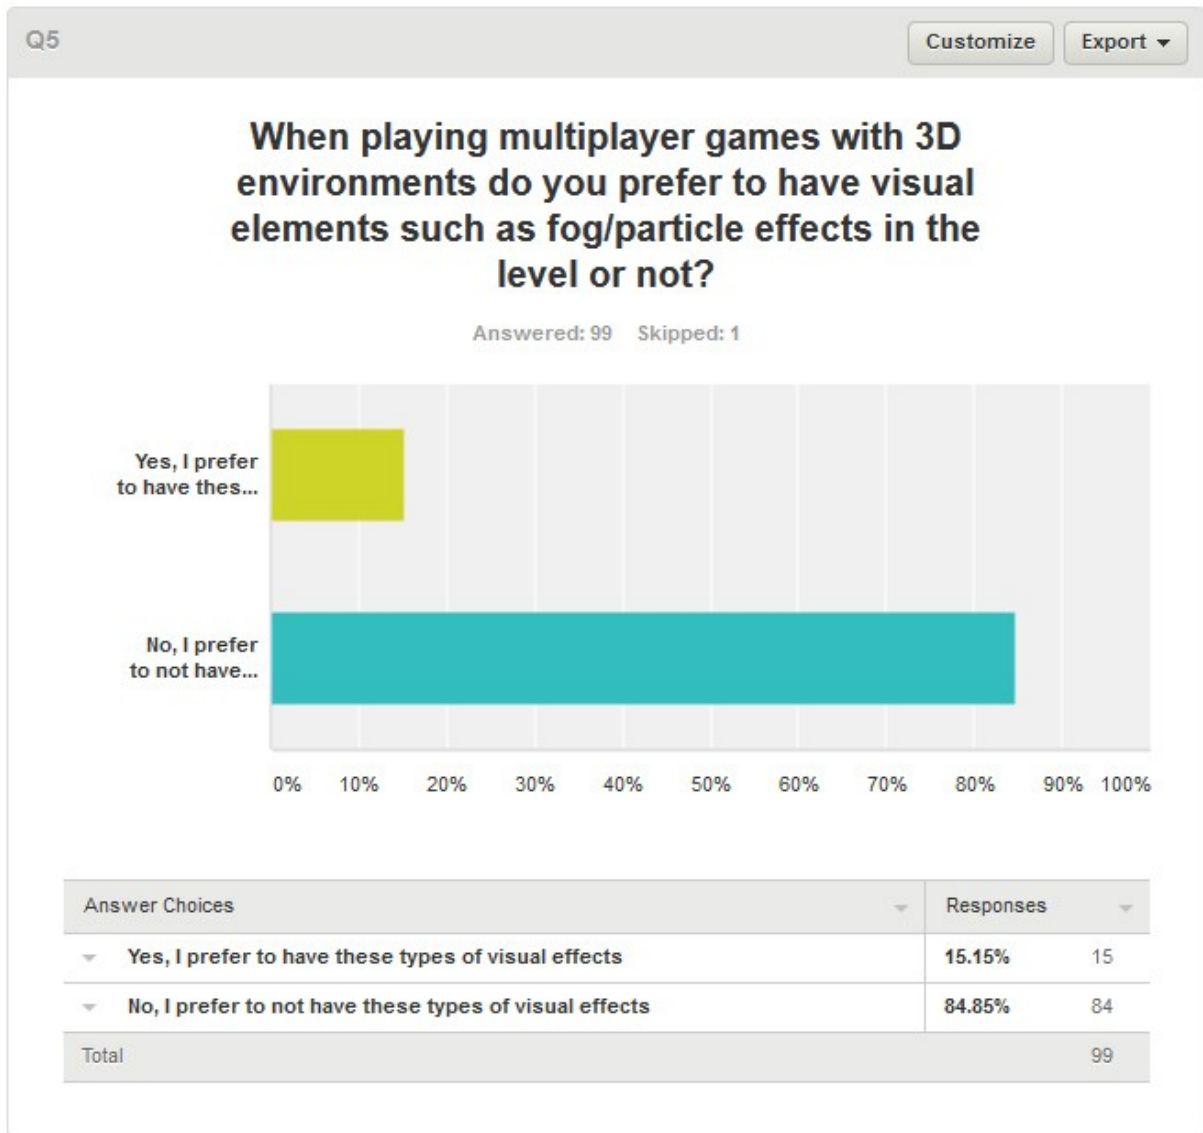 Q5 Customize Export
When playing multiplayer games with 3D
environments do you prefer to have visual
elements such as fog/particle effects in the
level or not?
Answered: 99 Skipped: 1
Yes, I prefer
to have thes...
No, I prefer
to not have...
0% 10% 20% 30% 40% 50% 60% 70% 80% 90% 100%
Answer Choices Responses
Yes, I prefer to have these types of visual effects 15.15% 15
No, I prefer to not have these types of visual effects 84.85% 84
Total 99